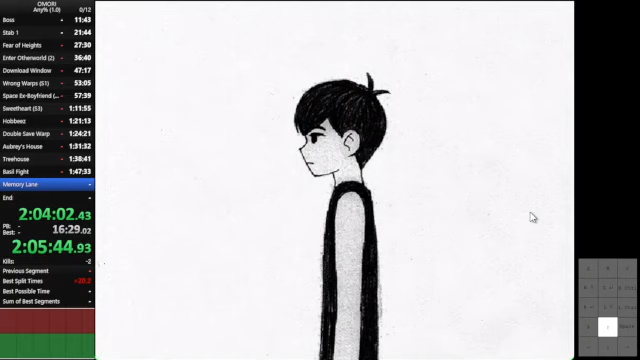 OMORI
Any% (1.0) 0/12
Boss - 11:43
Stab 1 - 21:44
Fear of Heights - 27:30
Enter Otherworld (2) - 36:40
Download Window - 47:17
Wrong Warps (S1) - 53:05
Space Ex-Boyfriend (... - 57:39
Sweetheart (S3) - 1:11:55
Hobbeez - 1:21:13
Double Save Warp - 1:24:21
Aubrey's House - 1:31:32
Treehouse - 1:38:41
Basil Fight - 1:47:33
Memory Lane -
End -
2:04:02.43
PB: -
Best: - 16:29.02
2:05:44.93
Kills: -2
Previous Segment -
Best Split Times +20.2
Best Possible Time -
Sum of Best Segments -